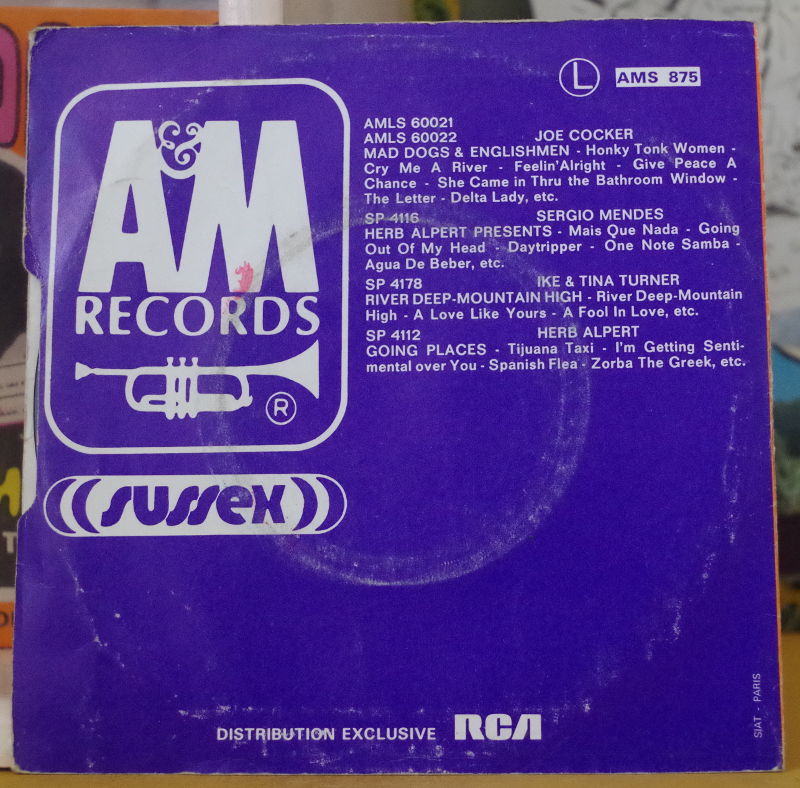 L AMS 875
A&M
RECORDS
®
sussex
AMLS 60021
AMLS 60022 JOE COCKER
MAD DOGS & ENGLISHMEN - Honky Tonk Women -
Cry Me A River - Feelin'Alright - Give Peace A
Chance - She Came in Thru the Bathroom Window -
The Letter - Delta Lady, etc.
SP 4116 SERGIO MENDES
HERB ALPERT PRESENTS - Mais Que Nada - Going
Out Of My Head - Daytripper - One Note Samba -
Agua De Beber, etc.
SP 4178 IKE & TINA TURNER
RIVER DEEP-MOUNTAIN HIGH - River Deep-Mountain
High - A Love Like Yours - A Fool In Love, etc.
SP 4112 HERB ALPERT
GOING PLACES - Tijuana Taxi - I'm Getting Senti-
mental over You - Spanish Flea - Zorba The Greek, etc.
DISTRIBUTION EXCLUSIVE RCA
SIAT - PARIS